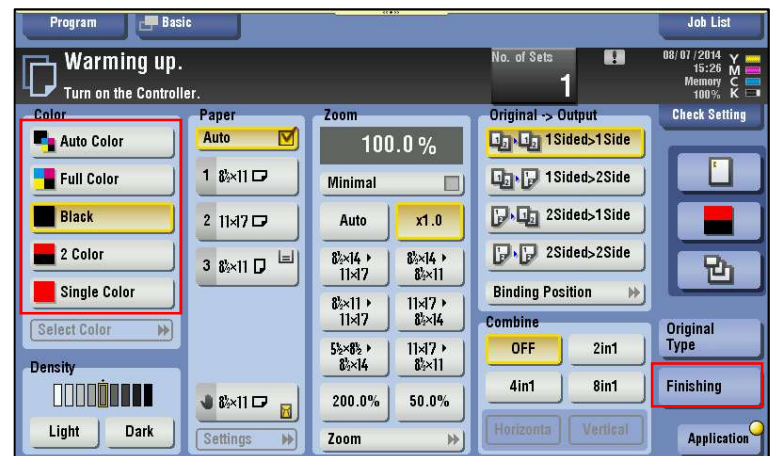 Program
Basic
Job List
Warming up.
Turn on the Controller.
No. of Sets
1
08/07/2014
15:26
Memory
100%
Y
M
C
K
Color
Auto Color
Full Color
Black
2 Color
Single Color
Select Color
Density
Light
Dark
Paper
Auto
1 8½×11
2 11×17
3 8½×11
8½×11
Settings
Zoom
100.0 %
Minimal
Auto
x1.0
8½×14 ▸
11×17
8½×14 ▸
8½×11
8½×11 ▸
11×17
11×17 ▸
8½×14
5½×8½ ▸
8½×14
11×17 ▸
8½×11
200.0%
50.0%
Zoom
Original -> Output
1Sided>1Side
1Sided>2Side
2Sided>1Side
2Sided>2Side
Binding Position
Combine
OFF
2in1
4in1
8in1
Horizonta
Vertical
Check Setting
Original
Type
Finishing
Application